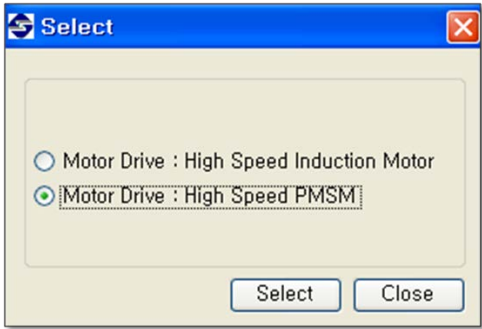 Select
Motor Drive : High Speed Induction Motor
Motor Drive : High Speed PMSM
Select Close